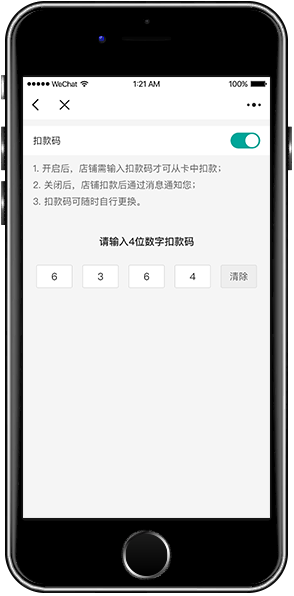 ●●●●● WeChat 1:21 AM 100%
扣款码
1. 开启后，店铺需输入扣款码才可从卡中扣款；
2. 关闭后，店铺扣款后通过消息通知您；
3. 扣款码可随时自行更换。
请输入4位数字扣款码
6 3 6 4 清除